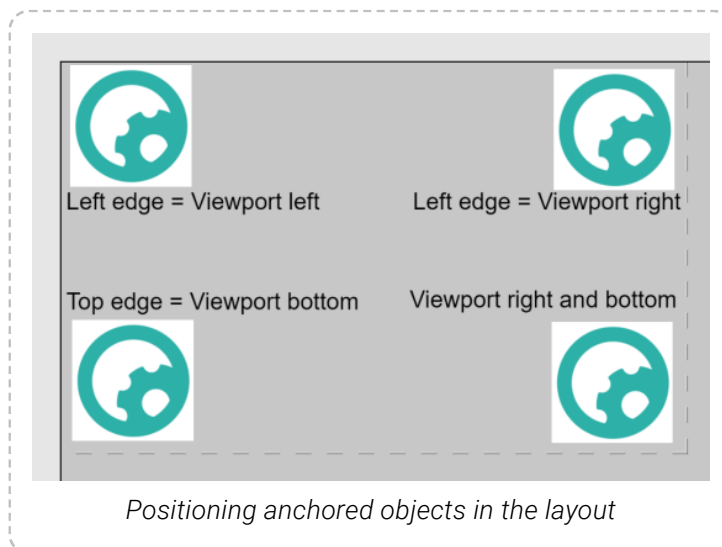 Left edge = Viewport left
Left edge = Viewport right
Top edge = Viewport bottom
Viewport right and bottom
Positioning anchored objects in the layout